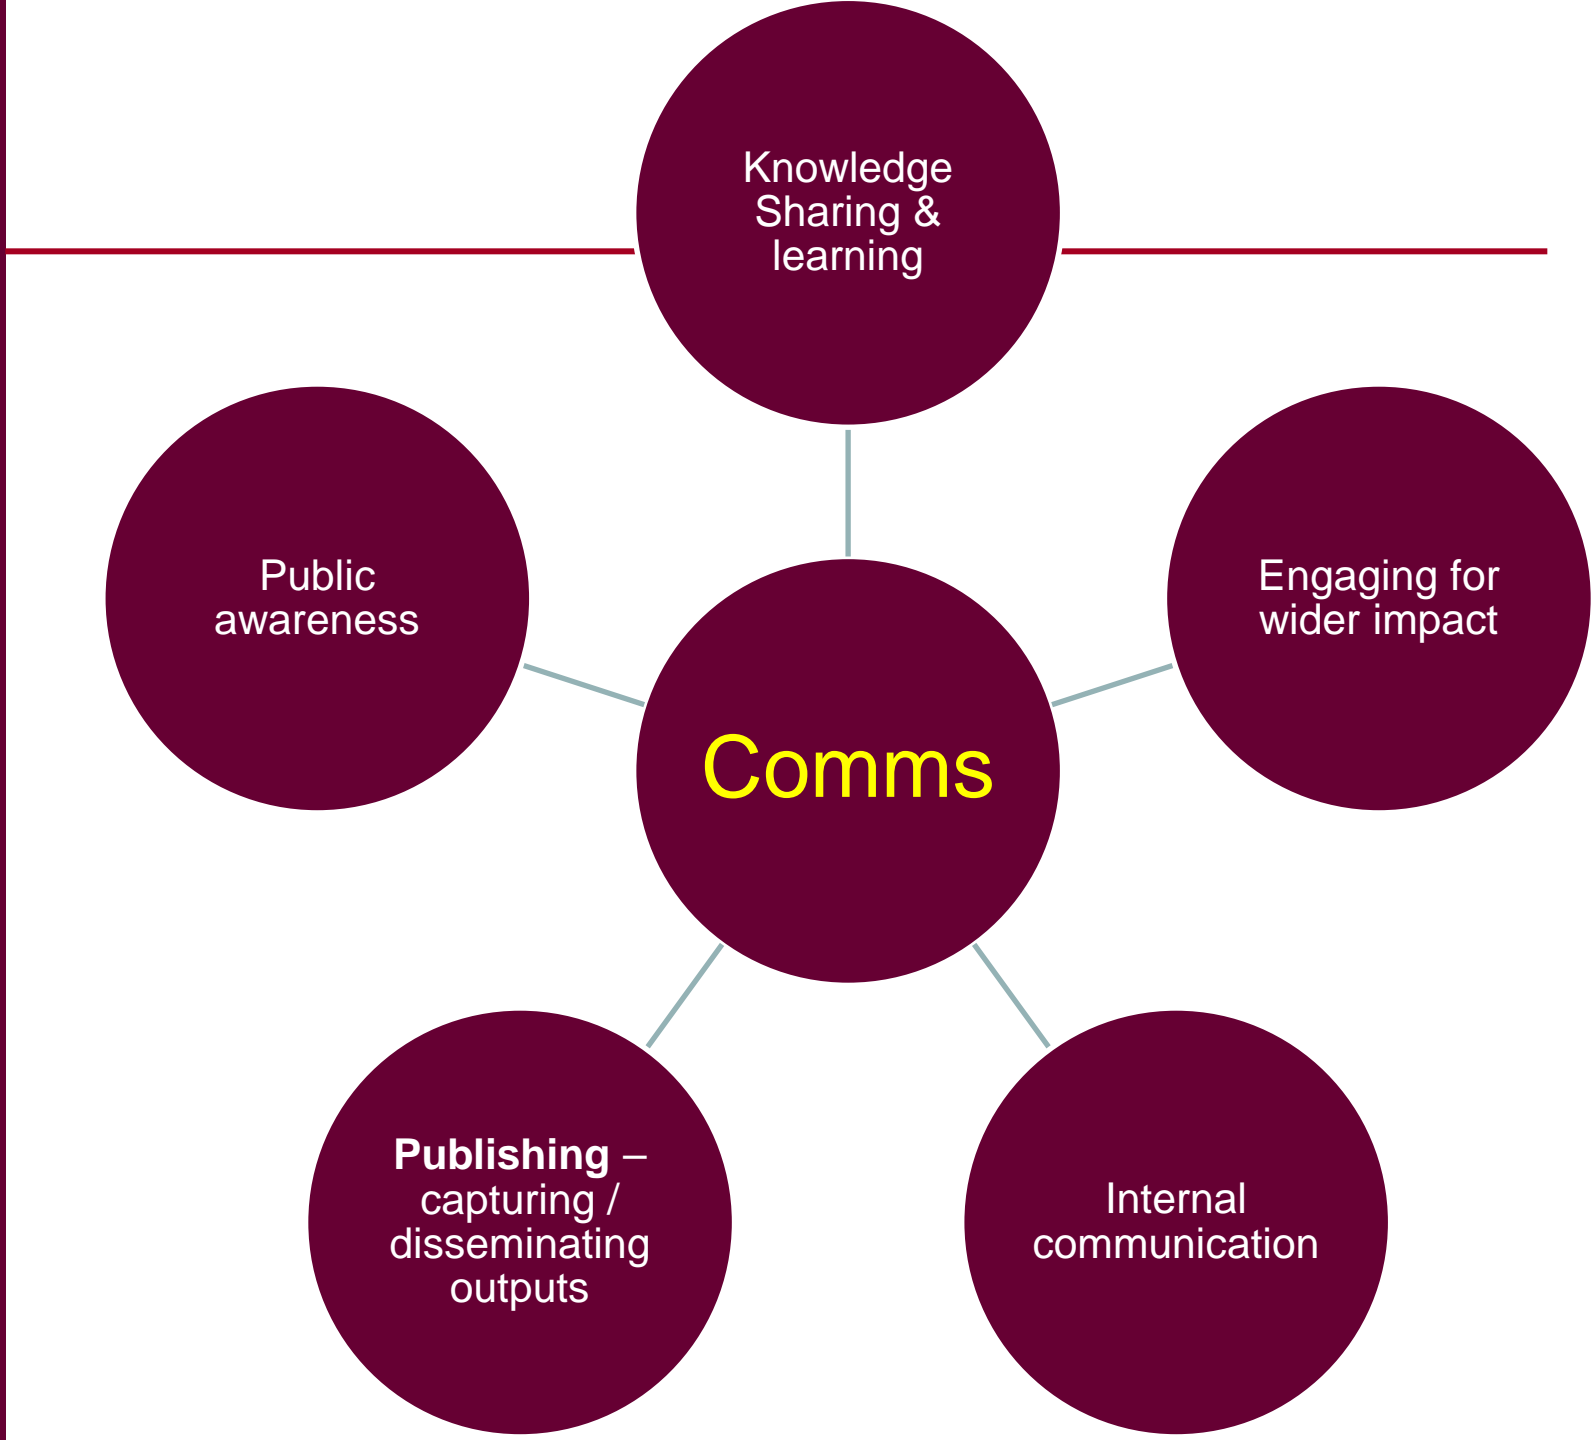 Knowledge
Sharing &
learning
Public
awareness
Engaging for
wider impact
Comms
Publishing –
capturing /
disseminating
outputs
Internal
communication